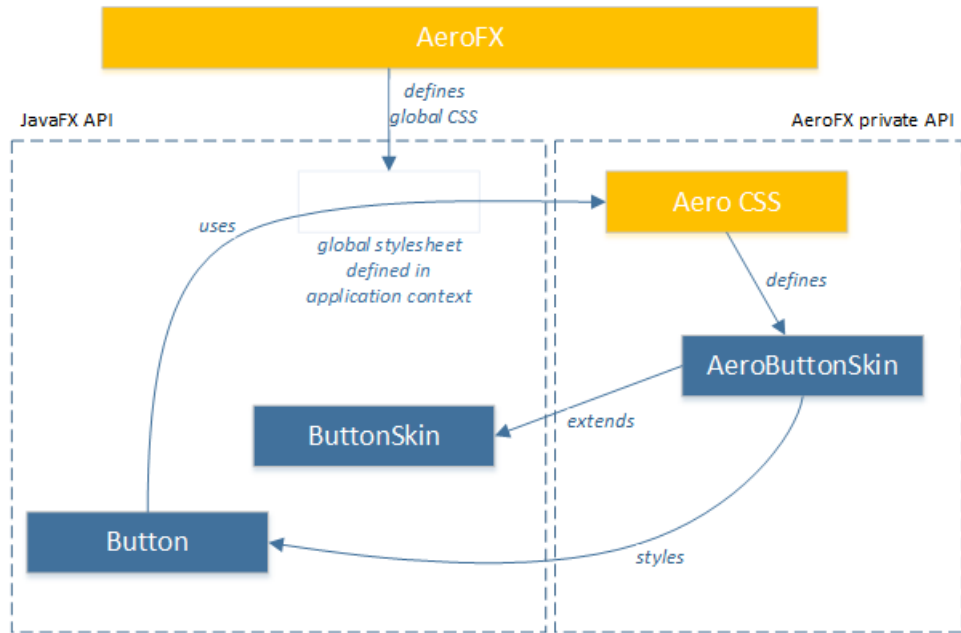 AeroFX
defines
global CSS
JavaFX API
AeroFX private API
Aero CSS
uses
global stylesheet
defined in
application context
defines
AeroButtonSkin
ButtonSkin
extends
Button
styles